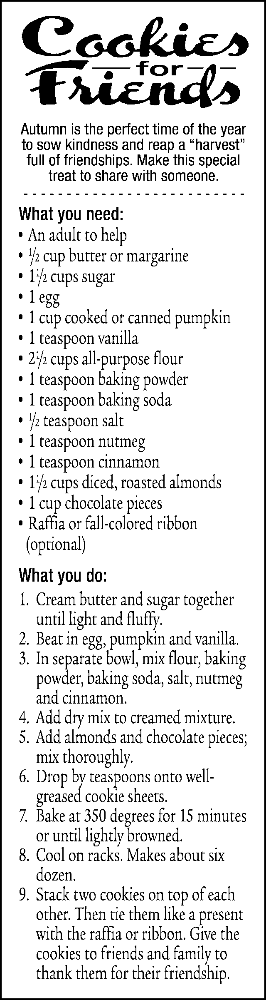 Cookies
for
Friends
Autumn is the perfect time of the year
to sow kindness and reap a “harvest”
full of friendships. Make this special
treat to share with someone.
What you need:
• An adult to help
• ½ cup butter or margarine
• 1½ cups sugar
• 1 egg
• 1 cup cooked or canned pumpkin
• 1 teaspoon vanilla
• 2½ cups all-purpose flour
• 1 teaspoon baking powder
• 1 teaspoon baking soda
• ½ teaspoon salt
• 1 teaspoon nutmeg
• 1 teaspoon cinnamon
• 1½ cups diced, roasted almonds
• 1 cup chocolate pieces
• Raffia or fall-colored ribbon
(optional)
What you do:
1. Cream butter and sugar together
until light and fluffy.
2. Beat in egg, pumpkin and vanilla.
3. In separate bowl, mix flour, baking
powder, baking soda, salt, nutmeg
and cinnamon.
4. Add dry mix to creamed mixture.
5. Add almonds and chocolate pieces;
mix thoroughly.
6. Drop by teaspoons onto well-
greased cookie sheets.
7. Bake at 350 degrees for 15 minutes
or until lightly browned.
8. Cool on racks. Makes about six
dozen.
9. Stack two cookies on top of each
other. Then tie them like a present
with the raffia or ribbon. Give the
cookies to friends and family to
thank them for their friendship.